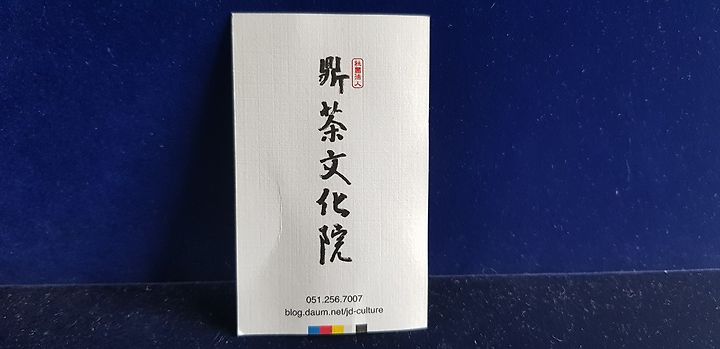 鼎茶文化院
社團法人
051.256.7007
blog.daum.net/jd-culture